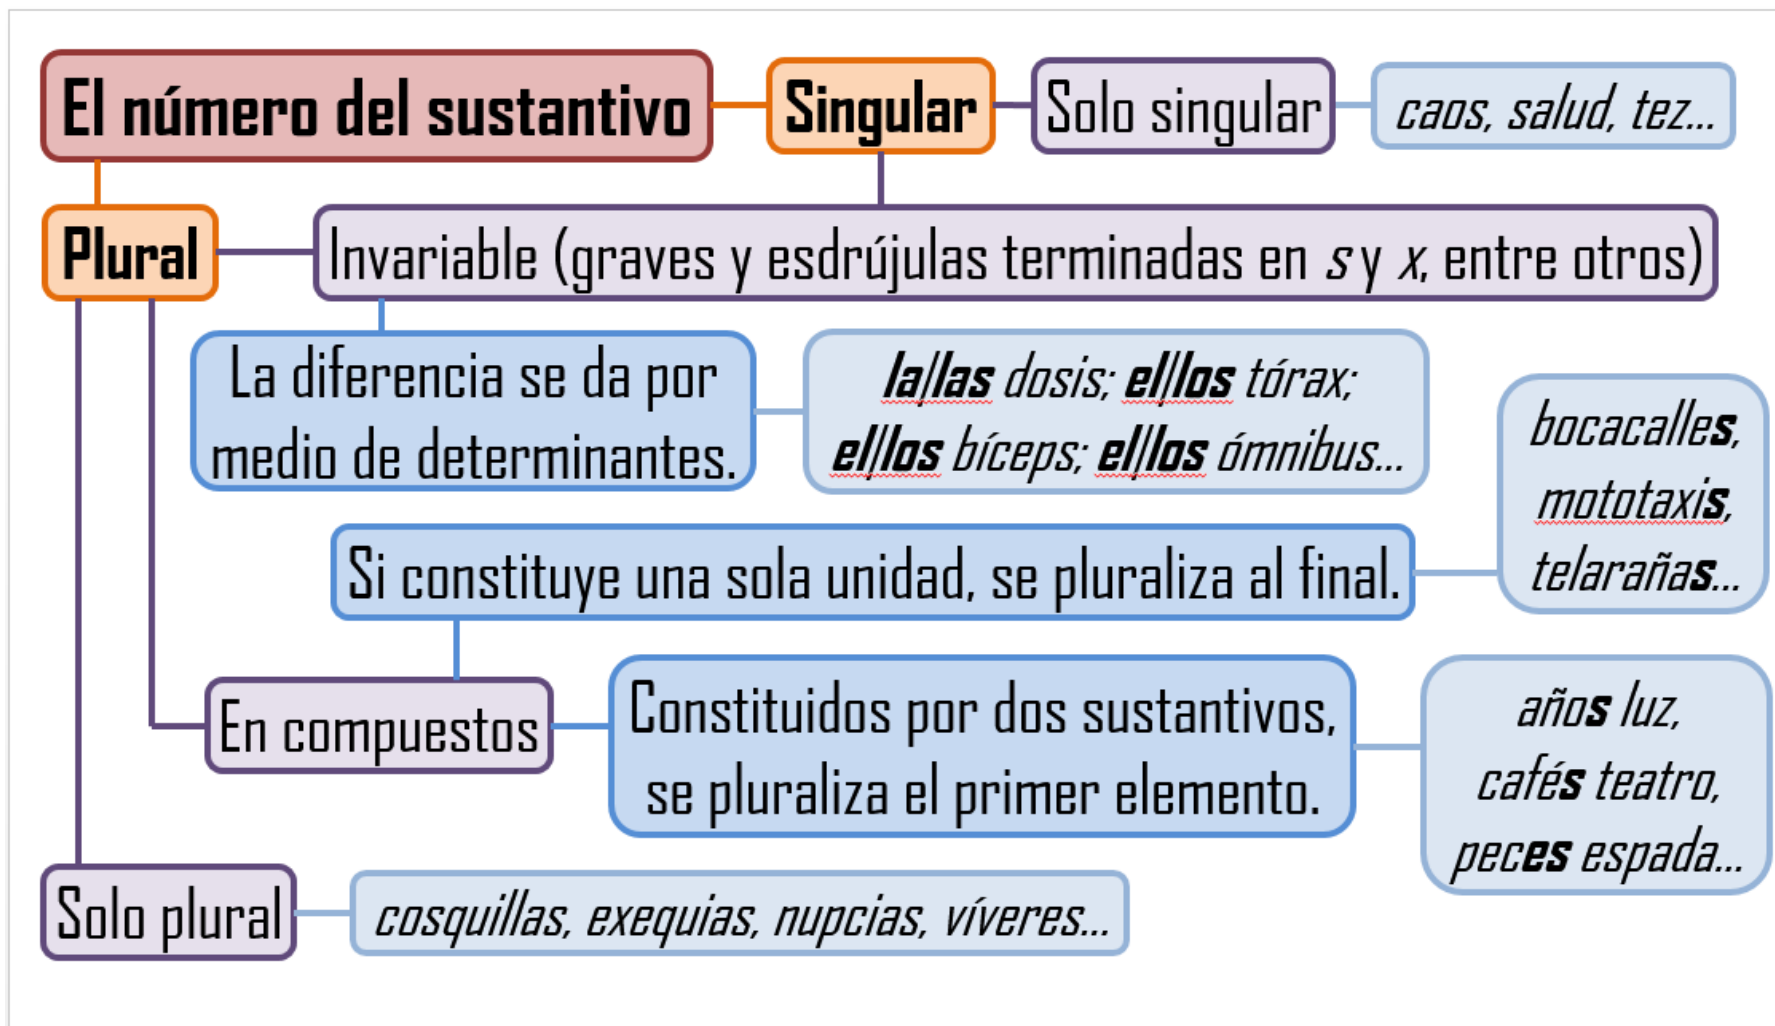 El número del sustantivo
Singular
Solo singular
caos, salud, tez...
Plural
Invariable (graves y esdrújulas terminadas en s y x, entre otros)
La diferencia se da por
medio de determinantes.
la/las dosis; el/los tórax;
el/los bíceps; el/los ómnibus...
Si constituye una sola unidad, se pluraliza al final.
bocacalles,
mototaxis,
telarañas...
En compuestos
Constituidos por dos sustantivos,
se pluraliza el primer elemento.
años luz,
cafés teatro,
peces espada...
Solo plural
cosquillas, exequias, nupcias, víveres...